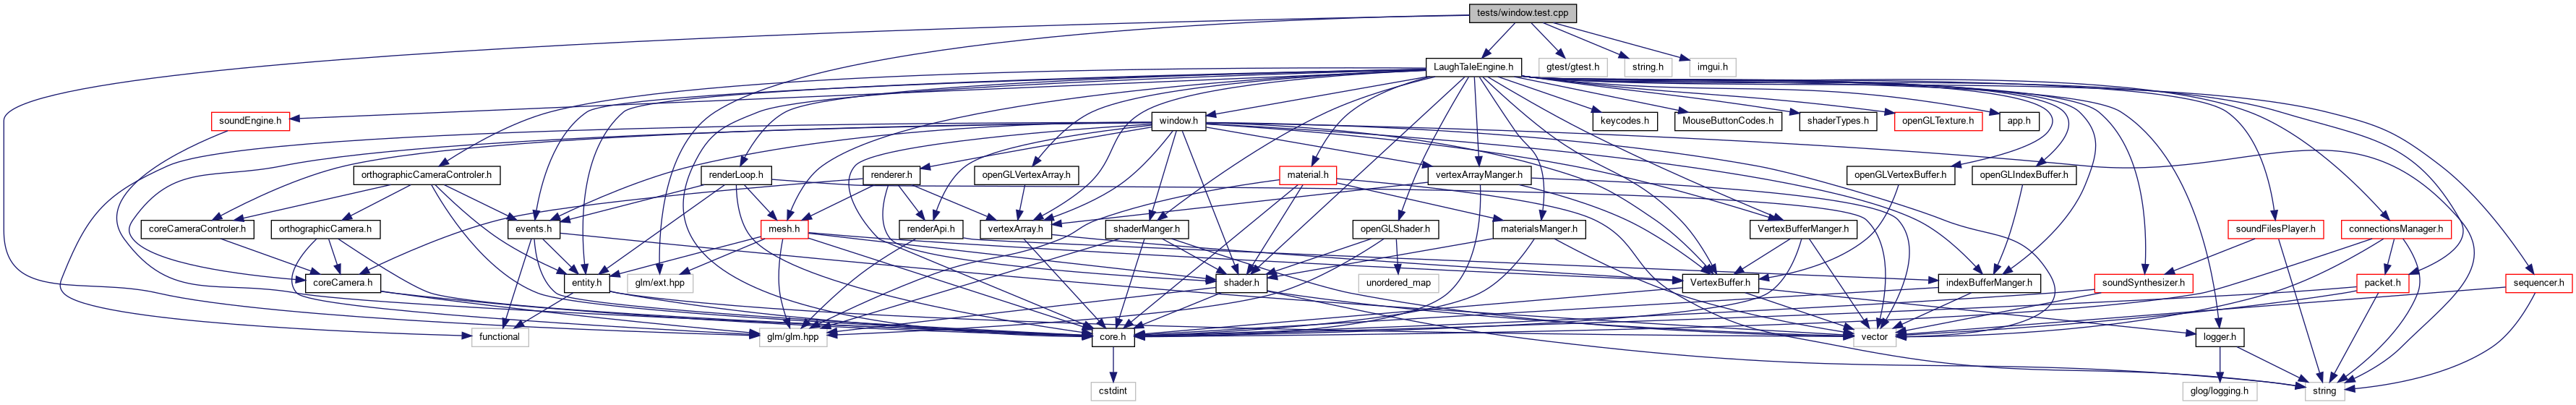 tests/window.test.cpp
LaughTaleEngine.h
gtest/gtest.h
string.h
imgui.h
soundEngine.h
window.h
keycodes.h
MouseButtonCodes.h
shaderTypes.h
openGLTexture.h
app.h
orthographicCameraControler.h
renderLoop.h
renderer.h
openGLVertexArray.h
material.h
vertexArrayManger.h
openGLVertexBuffer.h
openGLIndexBuffer.h
coreCameraControler.h
orthographicCamera.h
events.h
mesh.h
renderApi.h
vertexArray.h
shaderManger.h
openGLShader.h
materialsManger.h
VertexBufferManger.h
soundFilesPlayer.h
connectionsManager.h
coreCamera.h
entity.h
glm/ext.hpp
shader.h
unordered_map
VertexBuffer.h
indexBufferManger.h
soundSynthesizer.h
packet.h
sequencer.h
functional
glm/glm.hpp
core.h
vector
logger.h
cstdint
glog/logging.h
string